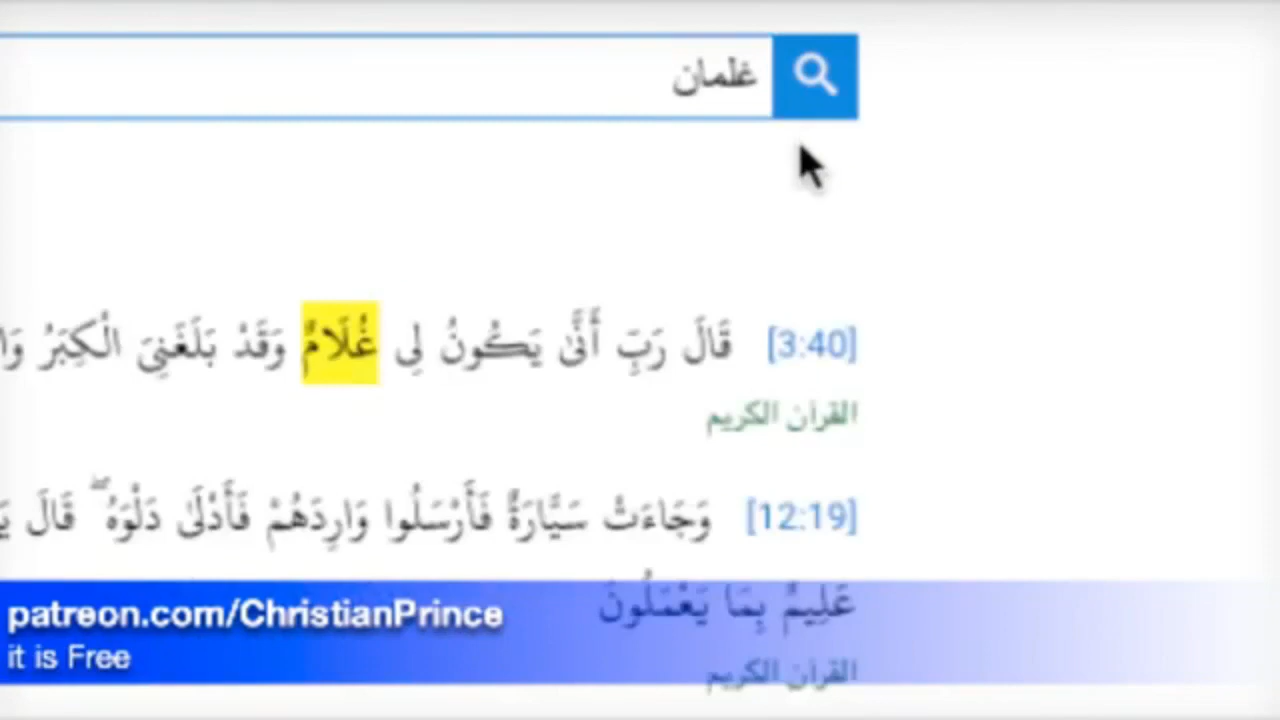 غلمان
[3:40] قَالَ رَبِّ أَنَّىٰ يَكُونُ لِى غُلَامٌ وَقَدْ بَلَغَنِىَ الْكِبَرُ
القرآن الكريم
[12:19] وَجَاءَتْ سَيَّارَةٌ فَأَرْسَلُوا وَارِدَهُمْ فَأَدْلَىٰ دَلْوَهُ ۖ قَالَ
عَلِيمٌ بِمَا يَعْمَلُونَ
القرآن الكريم
patreon.com/ChristianPrince
it is Free